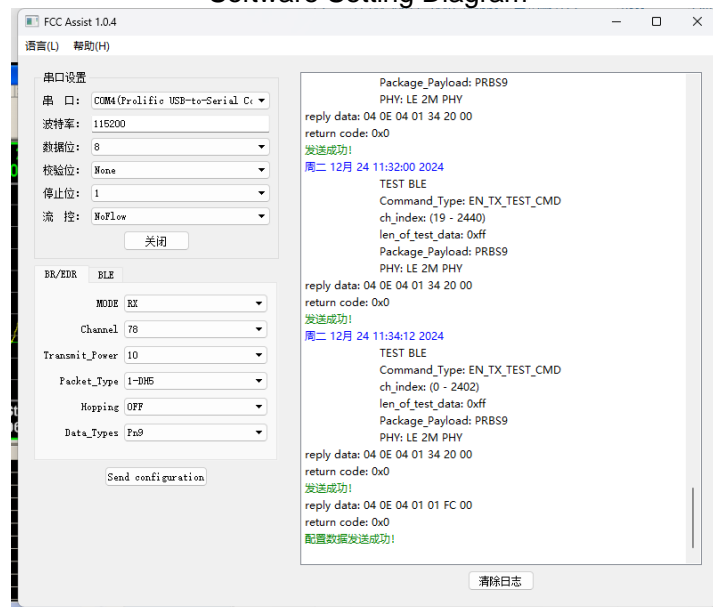 Software Setting Diagram
FCC Assist 1.0.4
语言(L) 帮助(H)
串口设置
串 口: COM4(Prolific USB-to-Serial Co
波特率: 115200
数据位: 8
校验位: None
停止位: 1
流 控: NoFlow
关闭
BR/EDR BLE
MODE RX
Channel 78
Transmit_Power 10
Packet_Type 1-DH5
Hopping OFF
Data_Types Pn9
Send configuration
Package_Payload: PRBS9
PHY: LE 2M PHY
reply data: 04 0E 04 01 34 20 00
return code: 0x0
发送成功!
周二 12月 24 11:32:00 2024
TEST BLE
Command_Type: EN_TX_TEST_CMD
ch_index: (19 - 2440)
len_of_test_data: 0xff
Package_Payload: PRBS9
PHY: LE 2M PHY
reply data: 04 0E 04 01 34 20 00
return code: 0x0
发送成功!
周二 12月 24 11:34:12 2024
TEST BLE
Command_Type: EN_TX_TEST_CMD
ch_index: (0 - 2402)
len_of_test_data: 0xff
Package_Payload: PRBS9
PHY: LE 2M PHY
reply data: 04 0E 04 01 34 20 00
return code: 0x0
发送成功!
reply data: 04 0E 04 01 01 FC 00
return code: 0x0
配置数据发送成功!
清除日志